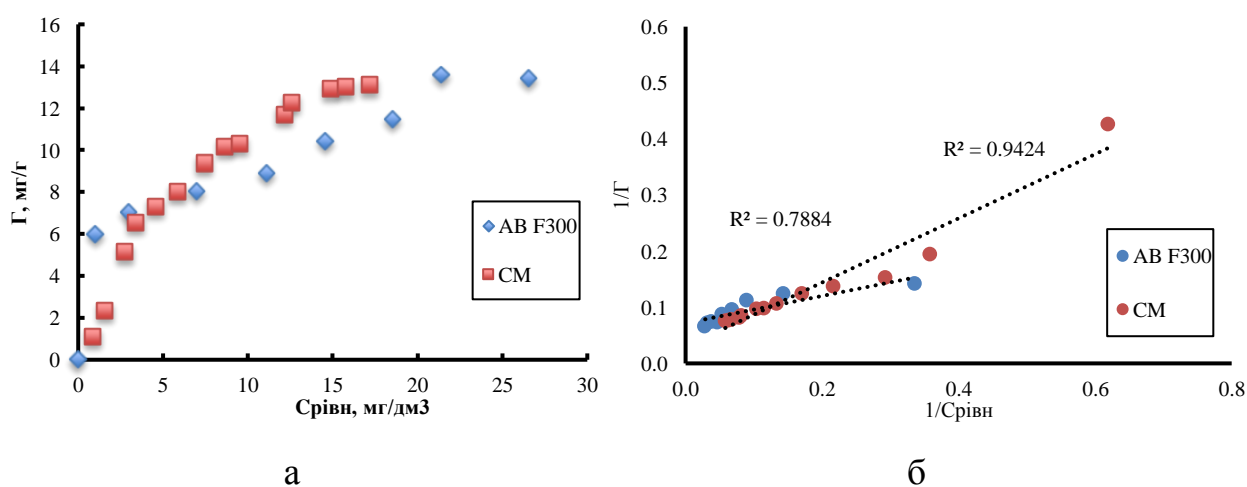 16
14
12
10
8
6
4
2
0
Г, мг/г
0 5 10 15 20 25 30
Срівн, мг/дм3
АВ F300
СМ
а
0.6
0.5
0.4
0.3
0.2
0.1
0.0
1/Г
0.0 0.2 0.4 0.6 0.8
1/Срівн
R² = 0.9424
R² = 0.7884
АВ F300
СМ
б